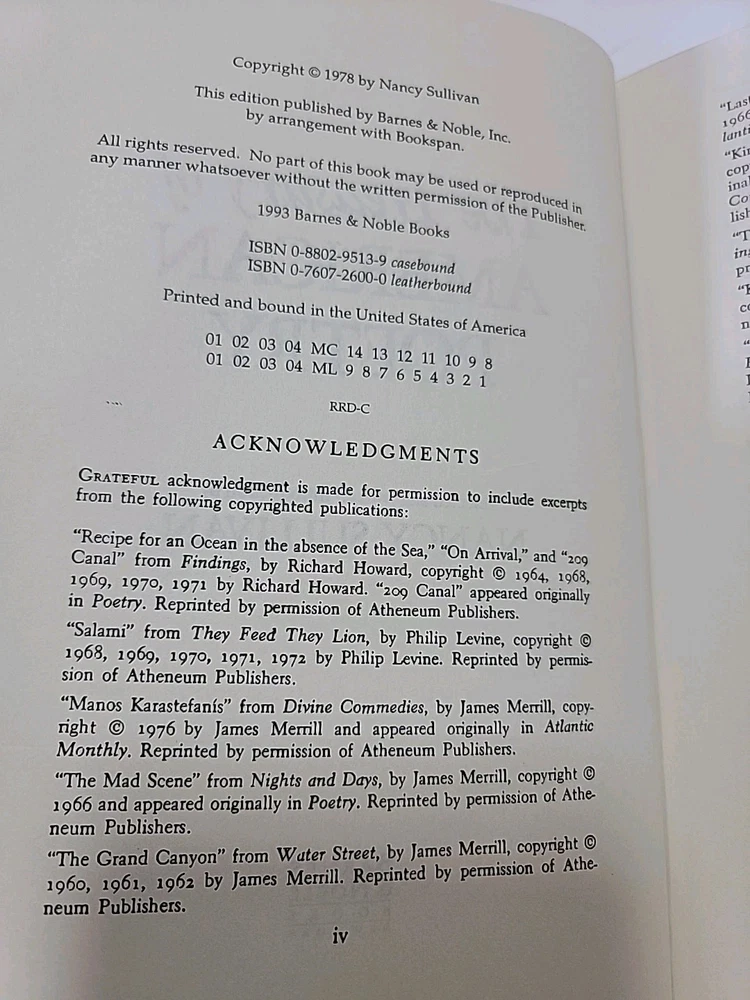 Copyright © 1978 by Nancy Sullivan
This edition published by Barnes & Noble, Inc.
by arrangement with Bookspan.
All rights reserved. No part of this book may be used or reproduced in
any manner whatsoever without the written permission of the Publisher.
1993 Barnes & Noble Books
ISBN 0-8802-9513-9 casebound
ISBN 0-7607-2600-0 leatherbound
Printed and bound in the United States of America
01 02 03 04 MC 14 13 12 11 10 9 8
01 02 03 04 ML 9 8 7 6 5 4 3 2 1
RRD-C
ACKNOWLEDGMENTS
GRATEFUL acknowledgment is made for permission to include excerpts
from the following copyrighted publications:
“Recipe for an Ocean in the absence of the Sea,” “On Arrival,” and “209
Canal” from Findings, by Richard Howard, copyright © 1964, 1968,
1969, 1970, 1971 by Richard Howard. “209 Canal” appeared originally
in Poetry. Reprinted by permission of Atheneum Publishers.
“Salami” from They Feed They Lion, by Philip Levine, copyright ©
1968, 1969, 1970, 1971, 1972 by Philip Levine. Reprinted by permis-
sion of Atheneum Publishers.
“Manos Karastefanís” from Divine Commedies, by James Merrill, copy-
right © 1976 by James Merrill and appeared originally in Atlantic
Monthly. Reprinted by permission of Atheneum Publishers.
“The Mad Scene” from Nights and Days, by James Merrill, copyright ©
1966 and appeared originally in Poetry. Reprinted by permission of Athe-
neum Publishers.
“The Grand Canyon” from Water Street, by James Merrill, copyright ©
1960, 1961, 1962 by James Merrill. Reprinted by permission of Athe-
neum Publishers.
iv